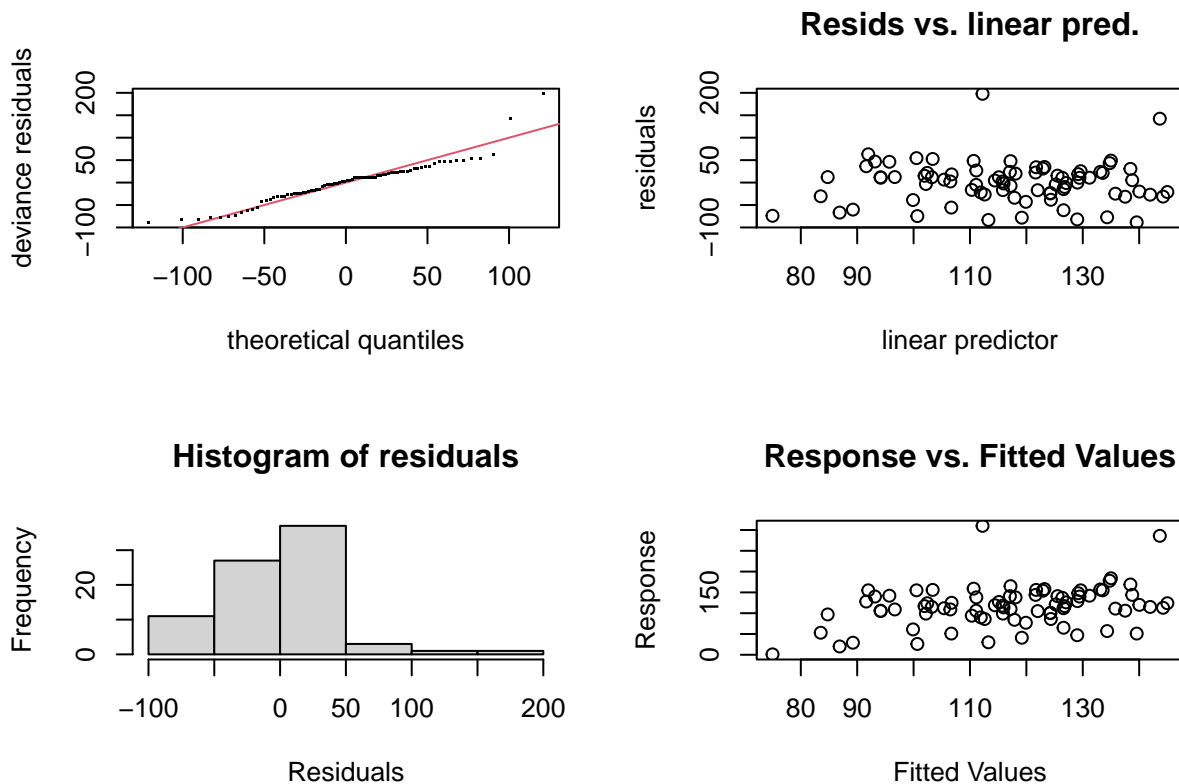 deviance residuals
−100
50
200
−100
−50
0
50
100
theoretical quantiles
Resids vs. linear pred.
residuals
−100
50
200
80
90
110
130
linear predictor
Histogram of residuals
Frequency
0
20
−100
0
50
100
200
Residuals
Response vs. Fitted Values
Response
0
150
80
90
110
130
Fitted Values